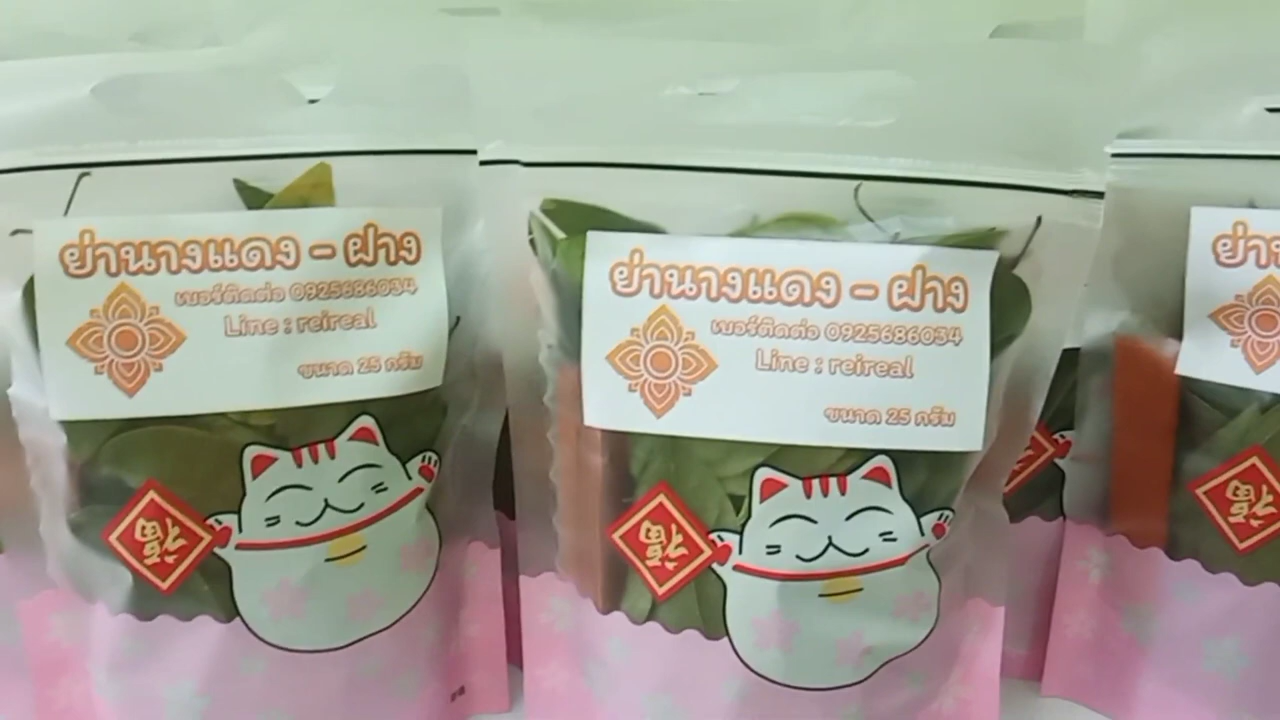 ย่านางแดง - ฝาง
เบอร์ติดต่อ 0925686034
Line : reireal
ขนาด 25 กรัม
福
ย่านางแดง - ฝาง
เบอร์ติดต่อ 0925686034
Line : reireal
ขนาด 25 กรัม
福
ย่าน
福